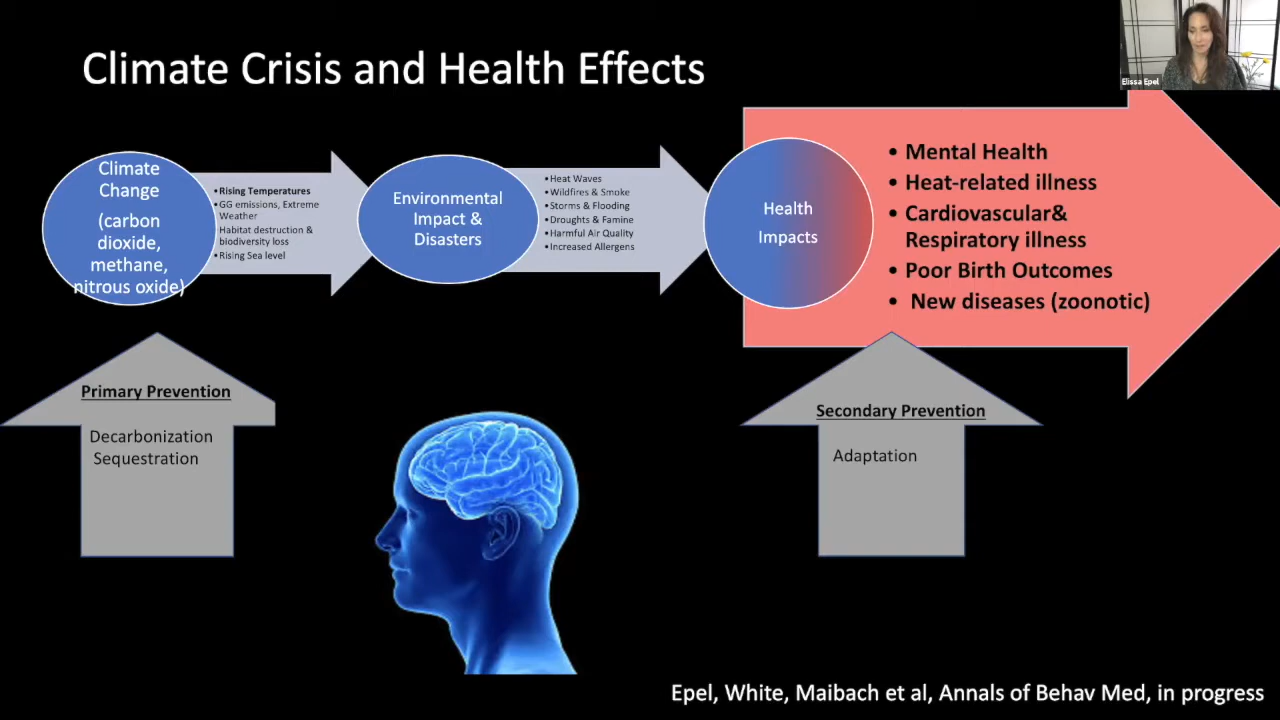 Climate Crisis and Health Effects
Elissa Epel
Climate
Change
(carbon
dioxide,
methane,
nitrous oxide)
• Rising Temperatures
• GG emissions, Extreme
Weather
Habitat destruction &
biodiversity loss
• Rising Sea level
Environmental
Impact &
Disasters
• Heat Waves
• Wildfires & Smoke
• Storms & Flooding
• Droughts & Famine
• Harmful Air Quality
• Increased Allergens
Health
Impacts
• Mental Health
• Heat-related illness
• Cardiovascular&
Respiratory illness
• Poor Birth Outcomes
• New diseases (zoonotic)
Primary Prevention
Decarbonization
Sequestration
Secondary Prevention
Adaptation
Epel, White, Maibach et al, Annals of Behav Med, in progress